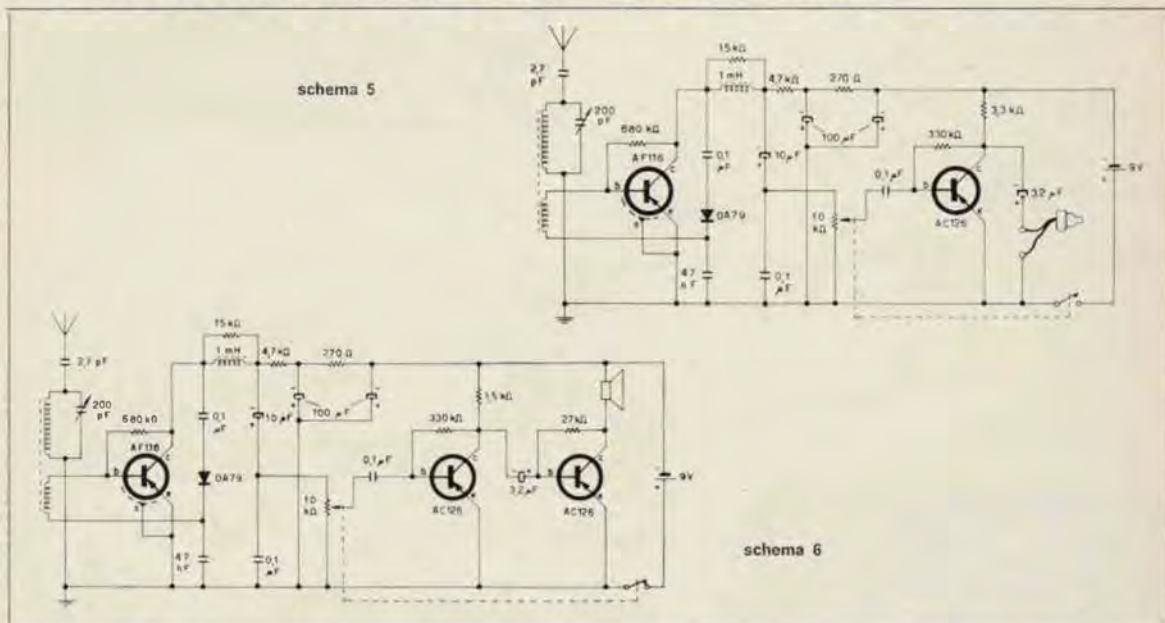 schema 5
2,7 pF
200 pF
680 kΩ
AF116
b
c
e
s
15 kΩ
1 mH
4,7 kΩ
270 Ω
0,1 µF
OA79
47 nF
10 µF
0,1 µF
100 µF
10 kΩ
0,1 µF
330 kΩ
3,3 kΩ
b
c
e
AC126
3,2 µF
9V
2,7 pF
200 pF
680 kΩ
AF116
b
c
e
s
15 kΩ
1 mH
4,7 kΩ
270 Ω
0,1 µF
OA79
47 nF
10 µF
0,1 µF
100 µF
10 kΩ
0,1 µF
330 kΩ
1,5 kΩ
b
c
e
AC126
3,2 µF
27 kΩ
b
c
e
AC126
9V
schema 6